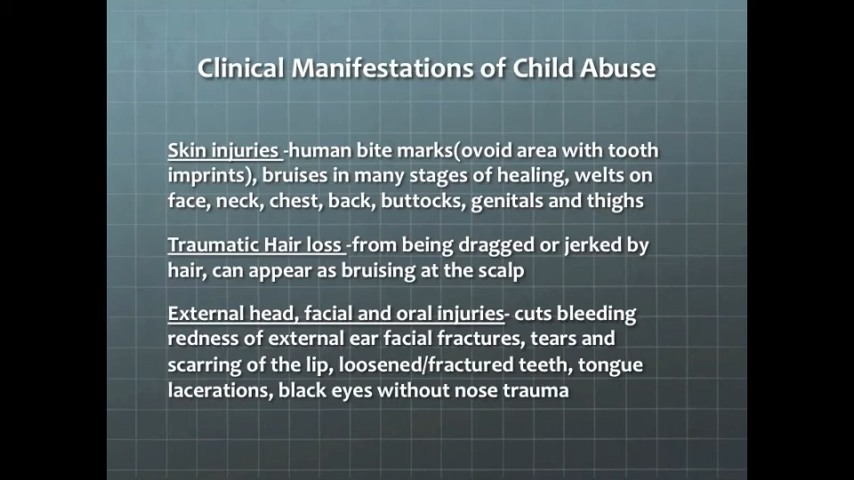 Clinical Manifestations of Child Abuse
Skin injuries -human bite marks(ovoid area with tooth
imprints), bruises in many stages of healing, welts on
face, neck, chest, back, buttocks, genitals and thighs
Traumatic Hair loss -from being dragged or jerked by
hair, can appear as bruising at the scalp
External head, facial and oral injuries- cuts bleeding
redness of external ear facial fractures, tears and
scarring of the lip, loosened/fractured teeth, tongue
lacerations, black eyes without nose trauma